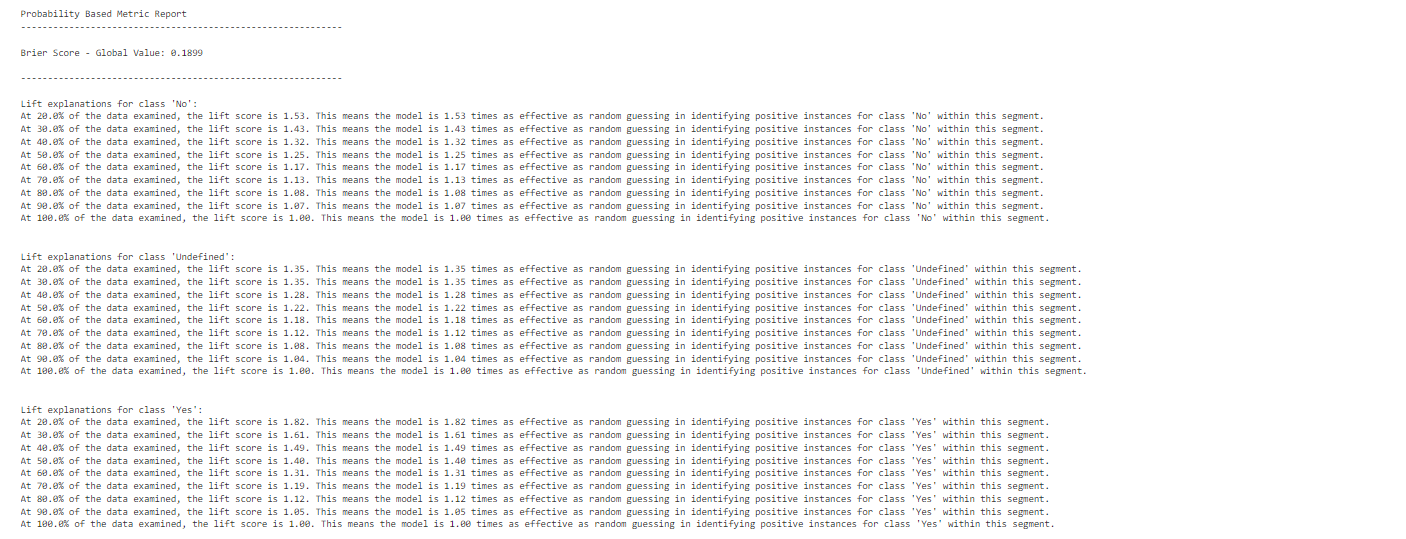 Probability Based Metric Report
------------------------------------------------------------
Brier Score - Global Value: 0.1899
------------------------------------------------------------
Lift explanations for class 'No':
At 20.0% of the data examined, the lift score is 1.53. This means the model is 1.53 times as effective as random guessing in identifying positive instances for class 'No' within this segment.
At 30.0% of the data examined, the lift score is 1.43. This means the model is 1.43 times as effective as random guessing in identifying positive instances for class 'No' within this segment.
At 40.0% of the data examined, the lift score is 1.32. This means the model is 1.32 times as effective as random guessing in identifying positive instances for class 'No' within this segment.
At 50.0% of the data examined, the lift score is 1.25. This means the model is 1.25 times as effective as random guessing in identifying positive instances for class 'No' within this segment.
At 60.0% of the data examined, the lift score is 1.17. This means the model is 1.17 times as effective as random guessing in identifying positive instances for class 'No' within this segment.
At 70.0% of the data examined, the lift score is 1.13. This means the model is 1.13 times as effective as random guessing in identifying positive instances for class 'No' within this segment.
At 80.0% of the data examined, the lift score is 1.08. This means the model is 1.08 times as effective as random guessing in identifying positive instances for class 'No' within this segment.
At 90.0% of the data examined, the lift score is 1.07. This means the model is 1.07 times as effective as random guessing in identifying positive instances for class 'No' within this segment.
At 100.0% of the data examined, the lift score is 1.00. This means the model is 1.00 times as effective as random guessing in identifying positive instances for class 'No' within this segment.
Lift explanations for class 'Undefined':
At 20.0% of the data examined, the lift score is 1.35. This means the model is 1.35 times as effective as random guessing in identifying positive instances for class 'Undefined' within this segment.
At 30.0% of the data examined, the lift score is 1.35. This means the model is 1.35 times as effective as random guessing in identifying positive instances for class 'Undefined' within this segment.
At 40.0% of the data examined, the lift score is 1.28. This means the model is 1.28 times as effective as random guessing in identifying positive instances for class 'Undefined' within this segment.
At 50.0% of the data examined, the lift score is 1.22. This means the model is 1.22 times as effective as random guessing in identifying positive instances for class 'Undefined' within this segment.
At 60.0% of the data examined, the lift score is 1.18. This means the model is 1.18 times as effective as random guessing in identifying positive instances for class 'Undefined' within this segment.
At 70.0% of the data examined, the lift score is 1.12. This means the model is 1.12 times as effective as random guessing in identifying positive instances for class 'Undefined' within this segment.
At 80.0% of the data examined, the lift score is 1.08. This means the model is 1.08 times as effective as random guessing in identifying positive instances for class 'Undefined' within this segment.
At 90.0% of the data examined, the lift score is 1.04. This means the model is 1.04 times as effective as random guessing in identifying positive instances for class 'Undefined' within this segment.
At 100.0% of the data examined, the lift score is 1.00. This means the model is 1.00 times as effective as random guessing in identifying positive instances for class 'Undefined' within this segment.
Lift explanations for class 'Yes':
At 20.0% of the data examined, the lift score is 1.82. This means the model is 1.82 times as effective as random guessing in identifying positive instances for class 'Yes' within this segment.
At 30.0% of the data examined, the lift score is 1.61. This means the model is 1.61 times as effective as random guessing in identifying positive instances for class 'Yes' within this segment.
At 40.0% of the data examined, the lift score is 1.49. This means the model is 1.49 times as effective as random guessing in identifying positive instances for class 'Yes' within this segment.
At 50.0% of the data examined, the lift score is 1.40. This means the model is 1.40 times as effective as random guessing in identifying positive instances for class 'Yes' within this segment.
At 60.0% of the data examined, the lift score is 1.31. This means the model is 1.31 times as effective as random guessing in identifying positive instances for class 'Yes' within this segment.
At 70.0% of the data examined, the lift score is 1.19. This means the model is 1.19 times as effective as random guessing in identifying positive instances for class 'Yes' within this segment.
At 80.0% of the data examined, the lift score is 1.12. This means the model is 1.12 times as effective as random guessing in identifying positive instances for class 'Yes' within this segment.
At 90.0% of the data examined, the lift score is 1.05. This means the model is 1.05 times as effective as random guessing in identifying positive instances for class 'Yes' within this segment.
At 100.0% of the data examined, the lift score is 1.00. This means the model is 1.00 times as effective as random guessing in identifying positive instances for class 'Yes' within this segment.